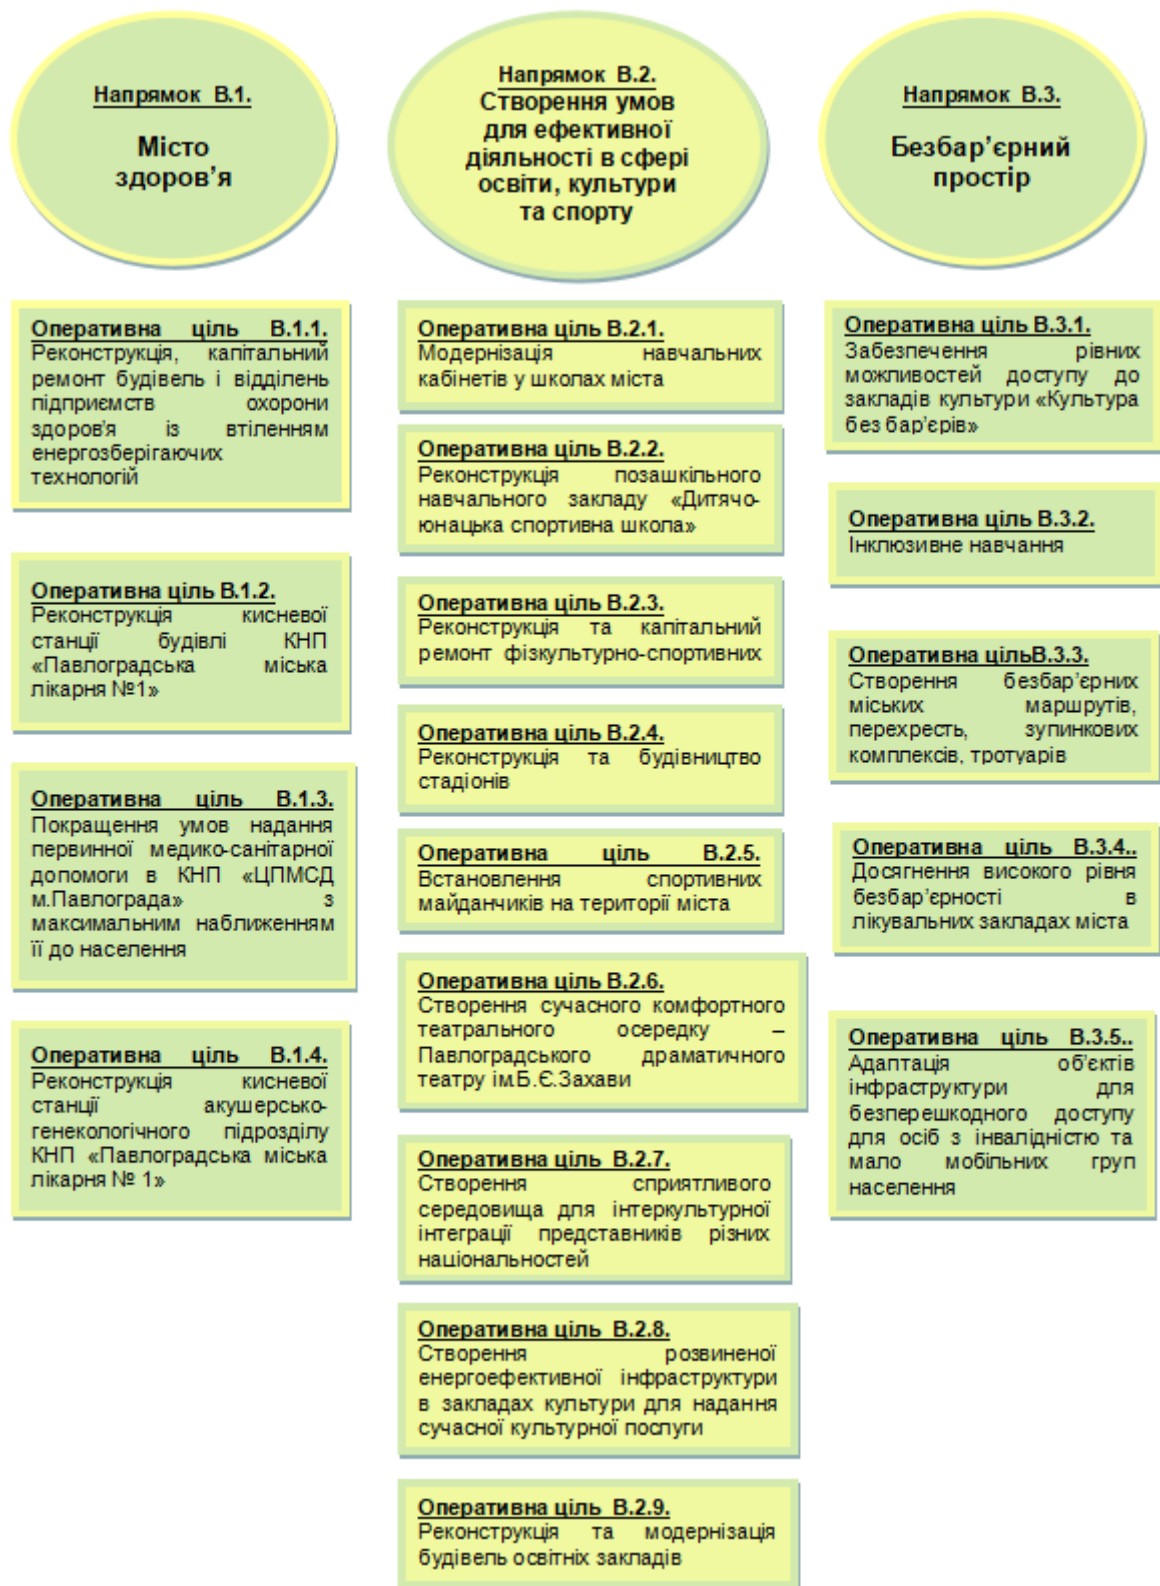 Напрямок В.1.
Місто
здоров’я
Оперативна ціль В.1.1.
Реконструкція, капітальний
ремонт будівель і відділень
підприємств охорони
здоров'я із втіленням
енергозберігаючих
технологій
Оперативна ціль В.1.2.
Реконструкція кисневої
станції будівлі КНП
«Павлоградська міська
лікарня №1»
Оперативна ціль В.1.3.
Покращення умов надання
первинної медико-санітарної
допомоги в КНП «ЦПМСД
м.Павлограда» з
максимальним наближенням
її до населення
Оперативна ціль В.1.4.
Реконструкція кисневої
станції акушерсько-
генекологічного підрозділу
КНП «Павлоградська міська
лікарня № 1»
Напрямок В.2.
Створення умов
для ефективної
діяльності в сфері
освіти, культури
та спорту
Оперативна ціль В.2.1.
Модернізація навчальних
кабінетів у школах міста
Оперативна ціль В.2.2.
Реконструкція позашкільного
навчального закладу «Дитячо-
юнацька спортивна школа»
Оперативна ціль В.2.3.
Реконструкція та капітальний
ремонт фізкультурно-спортивних
Оперативна ціль В.2.4.
Реконструкція та будівництво
стадіонів
Оперативна ціль В.2.5.
Встановлення спортивних
майданчиків на території міста
Оперативна ціль В.2.6.
Створення сучасного комфортного
театрального осередку –
Павлоградського драматичного
театру ім.Б.Є.Захави
Оперативна ціль В.2.7.
Створення сприятливого
середовища для інтеркультурної
інтеграції представників різних
національностей
Оперативна ціль В.2.8.
Створення розвиненої
енергоефективної інфраструктури
в закладах культури для надання
сучасної культурної послуги
Оперативна ціль В.2.9.
Реконструкція та модернізація
будівель освітніх закладів
Напрямок В.3.
Безбар’єрний
простір
Оперативна ціль В.3.1.
Забезпечення рівних
можливостей доступу до
закладів культури «Культура
без бар’єрів»
Оперативна ціль В.3.2.
Інклюзивне навчання
Оперативна цільВ.3.3.
Створення безбар’єрних
міських маршрутів,
перехресть, зупинкових
комплексів, тротуарів
Оперативна ціль В.3.4..
Досягнення високого рівня
безбар’єрності в
лікувальних закладах міста
Оперативна ціль В.3.5..
Адаптація об’єктів
інфраструктури для
безперешкодного доступу
для осіб з інвалідністю та
мало мобільних груп
населення